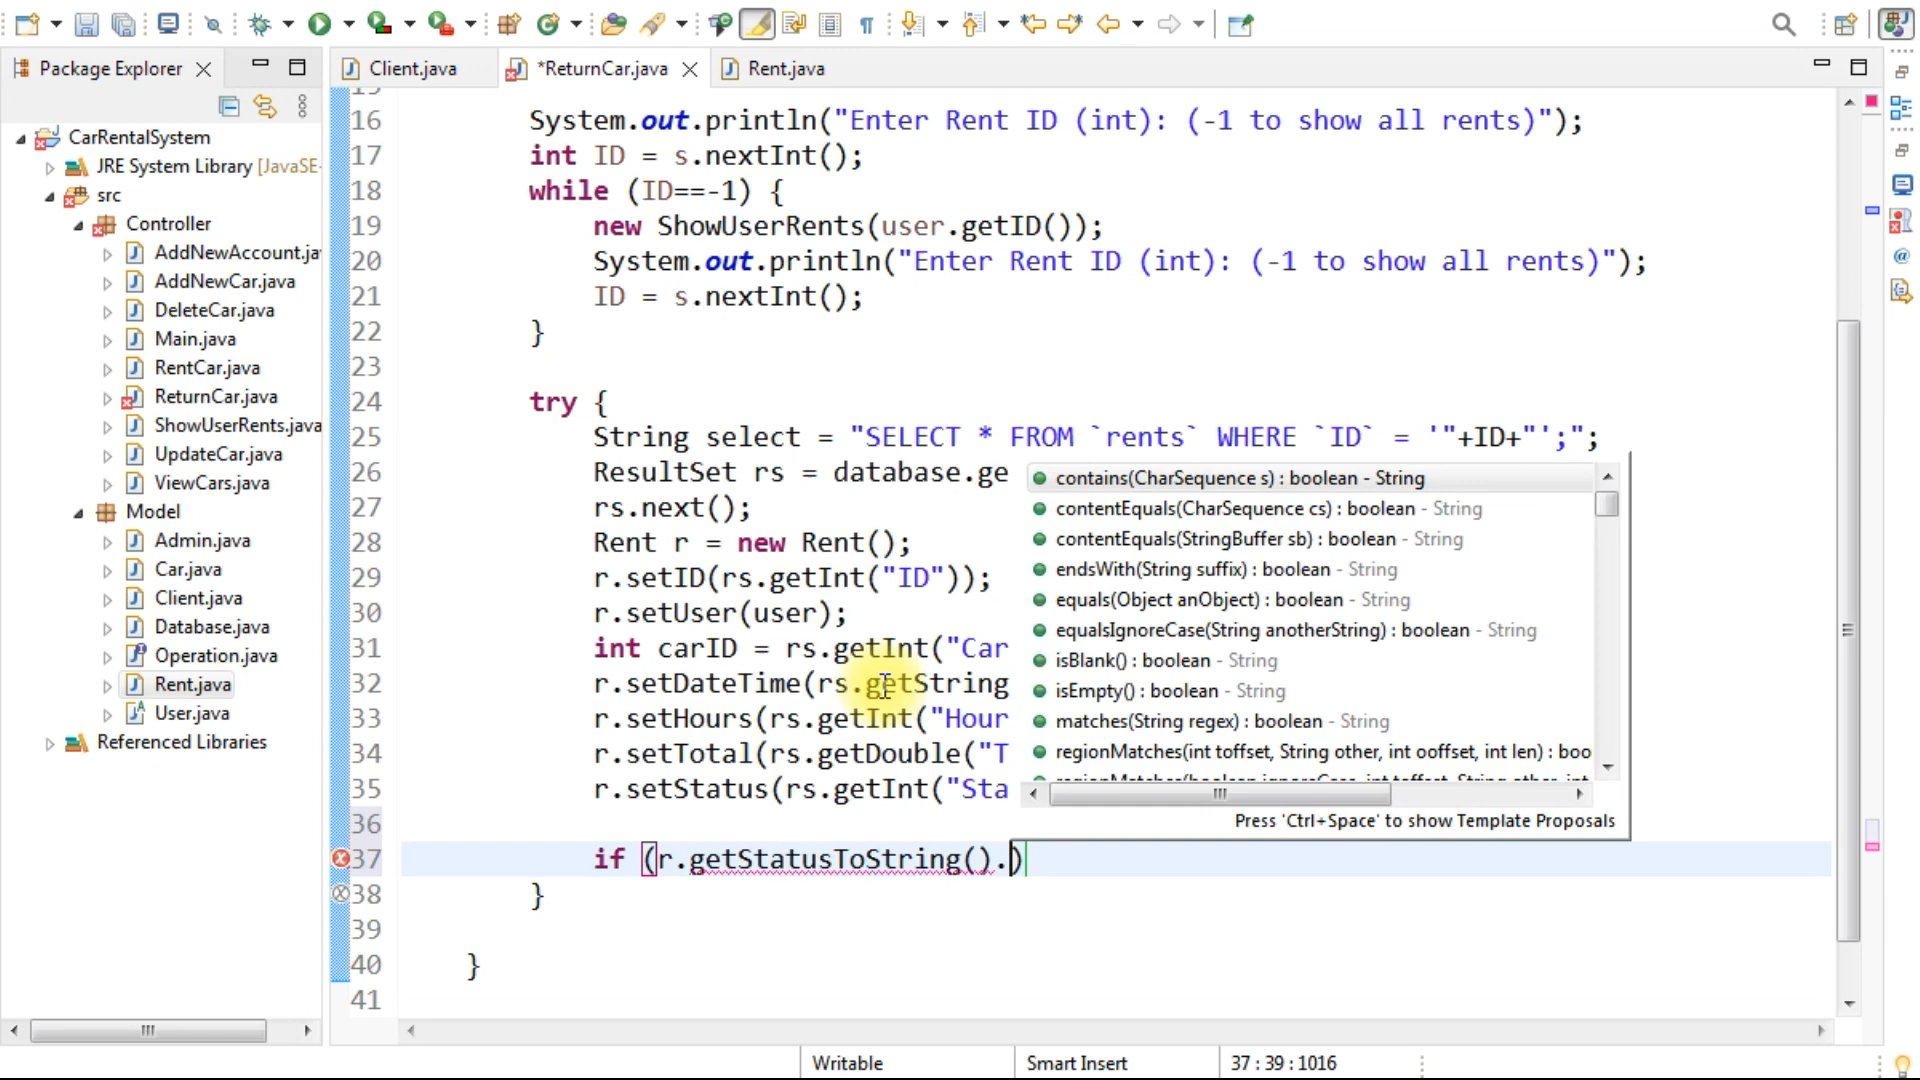 Package Explorer
Client.java
*ReturnCar.java
Rent.java
CarRentalSystem
JRE System Library [JavaSE-
src
Controller
AddNewAccount.ja
AddNewCar.java
DeleteCar.java
Main.java
RentCar.java
ReturnCar.java
ShowUserRents.java
UpdateCar.java
ViewCars.java
Model
Admin.java
Car.java
Client.java
Database.java
Operation.java
Rent.java
User.java
Referenced Libraries
16 System.out.println("Enter Rent ID (int): (-1 to show all rents)");
17 int ID = s.nextInt();
18 while (ID==-1) {
19 new ShowUserRents(user.getID());
20 System.out.println("Enter Rent ID (int): (-1 to show all rents)");
21 ID = s.nextInt();
22 }
23
24 try {
25 String select = "SELECT * FROM `rents` WHERE `ID` = '"+ID+"';";
26 ResultSet rs = database.ge
27 rs.next();
28 Rent r = new Rent();
29 r.setID(rs.getInt("ID"));
30 r.setUser(user);
31 int carID = rs.getInt("Car
32 r.setDateTime(rs.getString
33 r.setHours(rs.getInt("Hour
34 r.setTotal(rs.getDouble("T
35 r.setStatus(rs.getInt("Sta
36
37 if (r.getStatusToString().)
38 }
39
40 }
41
contains(CharSequence s) : boolean - String
contentEquals(CharSequence cs) : boolean - String
contentEquals(StringBuffer sb) : boolean - String
endsWith(String suffix) : boolean - String
equals(Object anObject) : boolean - String
equalsIgnoreCase(String anotherString) : boolean - String
isBlank() : boolean - String
isEmpty() : boolean - String
matches(String regex) : boolean - String
regionMatches(int toffset, String other, int ooffset, int len) : boo
Press 'Ctrl+Space' to show Template Proposals
Writable
Smart Insert
37 : 39 : 1016